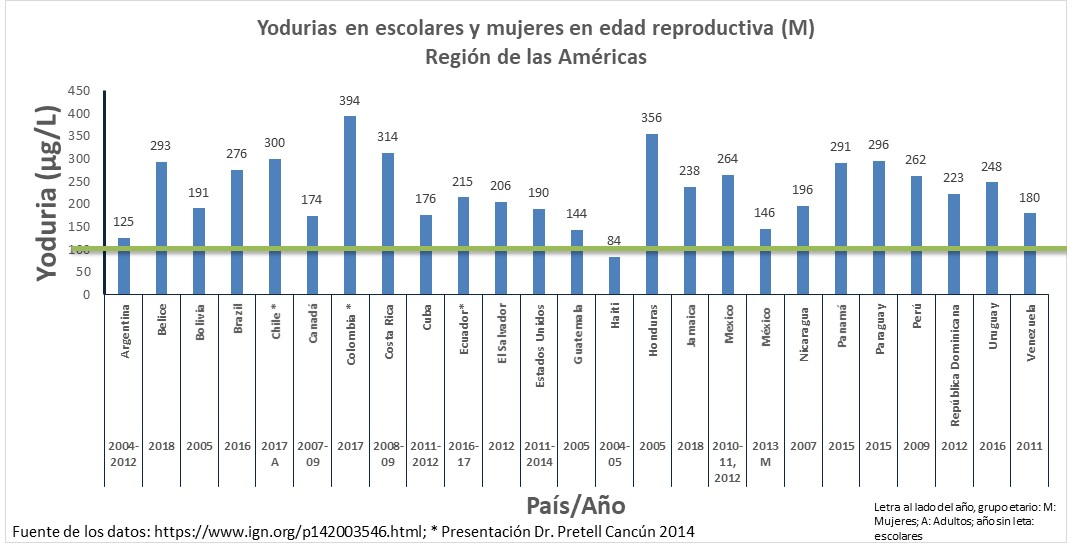 Yodurias en escolares y mujeres en edad reproductiva (M)
Región de las Américas
Yoduria (µg/L)
450
400
350
300
250
200
150
100
50
0
125
293
191
276
300
174
394
314
176
215
206
190
144
84
356
238
264
146
196
291
296
262
223
248
180
Argentina
Belice
Bolivia
Brazil
Chile *
Canadá
Colombia *
Costa Rica
Cuba
Ecuador*
El Salvador
Estados Unidos
Guatemala
Haiti
Honduras
Jamaica
Mexico
México
Nicaragua
Panamá
Paraguay
Perú
República Dominicana
Uruguay
Venezuela
2004-
2012
2018
2005
2016
2017
A
2007-
09
2017
2008-
09
2011-
2012
2016-
17
2012
2011-
2014
2005
2004-
05
2005
2018
2010-
11,
2012
2013
M
2007
2015
2015
2009
2012
2016
2011
País/Año
Fuente de los datos: https://www.ign.org/p142003546.html; * Presentación Dr. Pretell Cancún 2014
Letra al lado del año, grupo etario: M:
Mujeres; A: Adultos; año sin leta:
escolares